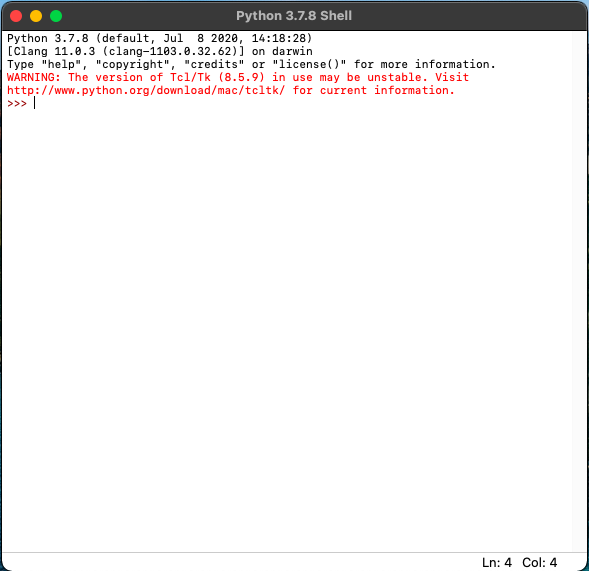 Python 3.7.8 Shell
Python 3.7.8 (default, Jul  8 2020, 14:18:28)
[Clang 11.0.3 (clang-1103.0.32.62)] on darwin
Type "help", "copyright", "credits" or "license()" for more information.
WARNING: The version of Tcl/Tk (8.5.9) in use may be unstable. Visit
http://www.python.org/download/mac/tcltk/ for current information.
>>>
Ln: 4  Col: 4